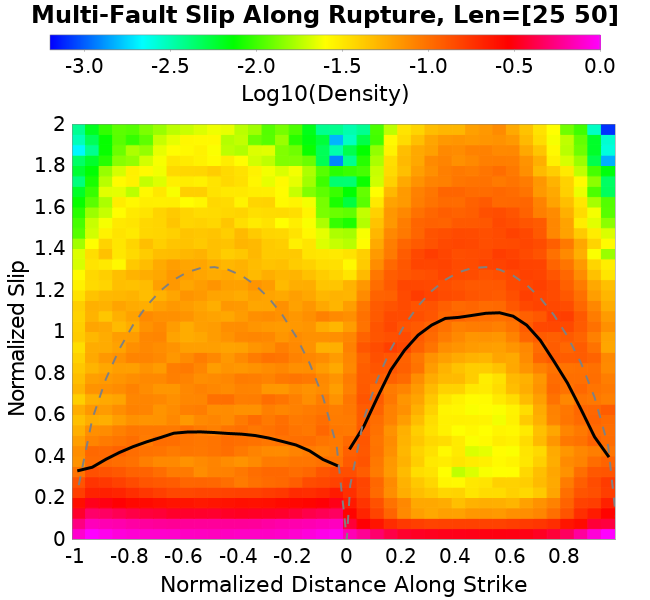 Multi-Fault Slip Along Rupture, Len=[25 50]
-3.0 -2.5 -2.0 -1.5 -1.0 -0.5 0.0
Log10(Density)
2
1.8
1.6
1.4
1.2
1
0.8
0.6
0.4
0.2
0
Normalized Slip
-1 -0.8 -0.6 -0.4 -0.2 0 0.2 0.4 0.6 0.8
Normalized Distance Along Strike